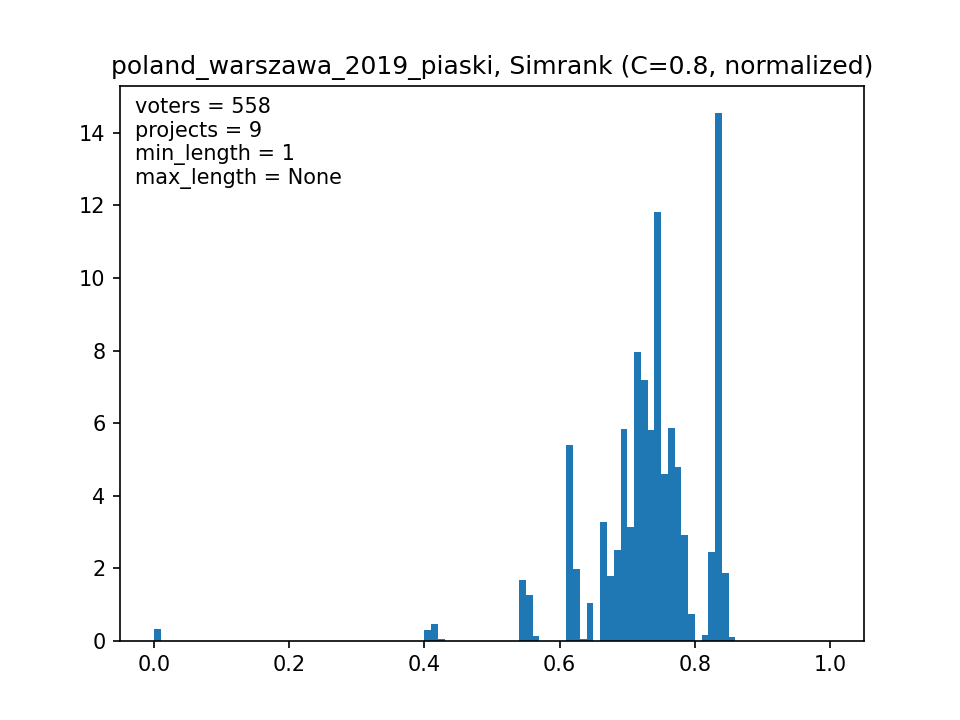 poland_warszawa_2019_piaski, Simrank (C=0.8, normalized)
voters = 558
projects = 9
min_length = 1
max_length = None
14
12
10
8
6
4
2
0
0.0 0.2 0.4 0.6 0.8 1.0